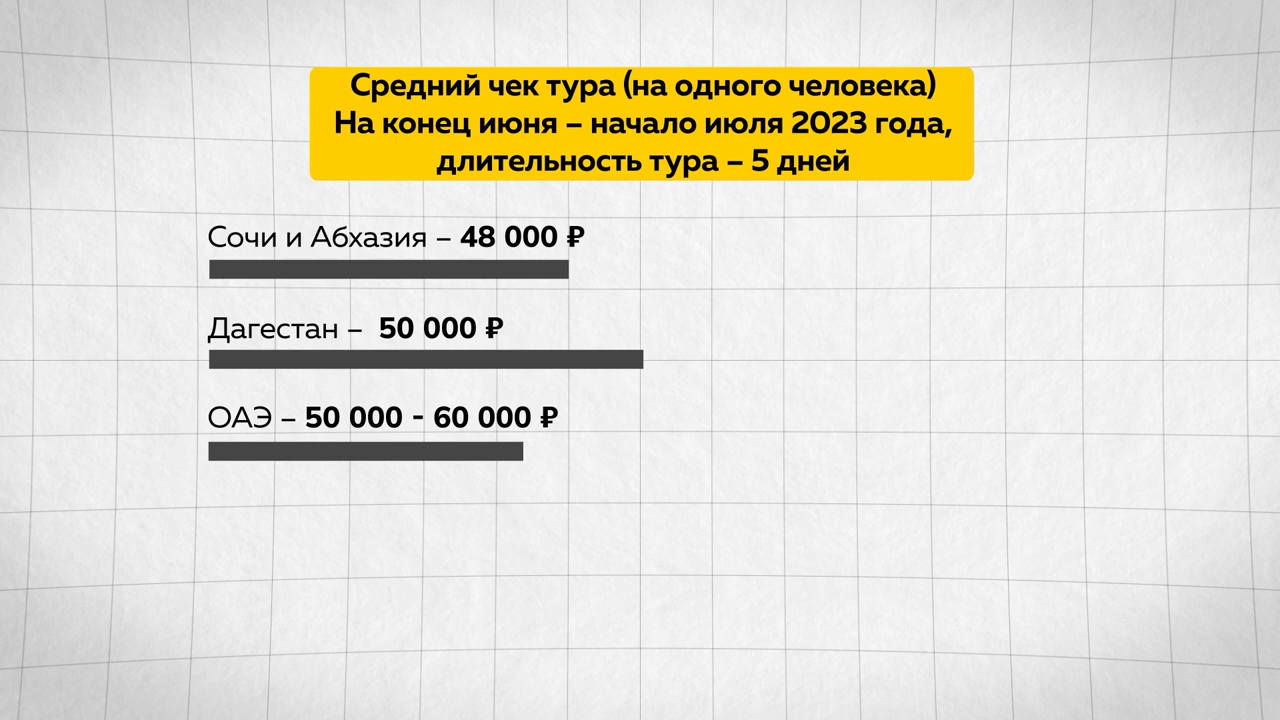 Средний чек тура (на одного человека)
На конец июня – начало июля 2023 года,
длительность тура – 5 дней
Сочи и Абхазия – 48 000 ₽
Дагестан – 50 000 ₽
ОАЭ – 50 000 - 60 000 ₽